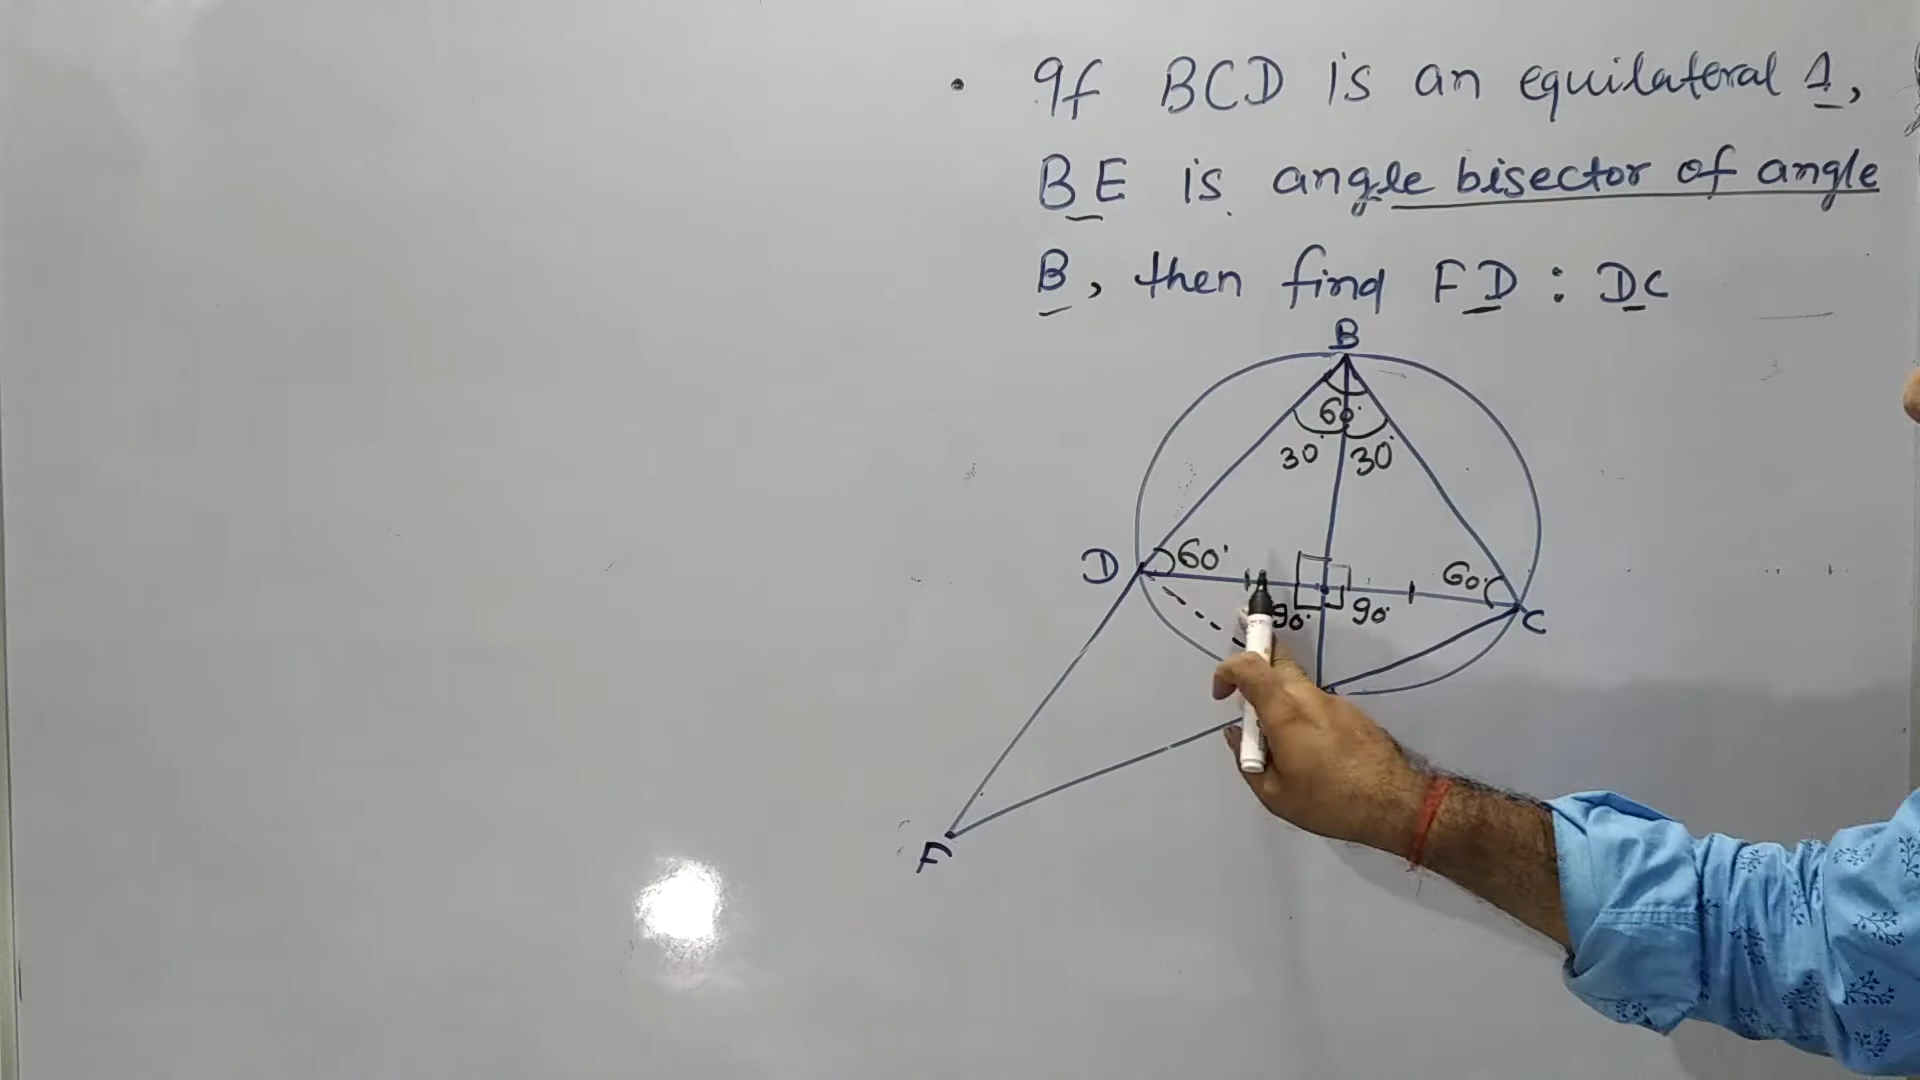 • If BCD is an equilateral Δ,
BE is angle bisector of angle
B, then find FD : DC
B
60°
30° 30°
D 60° 60° C
90° 90°
F